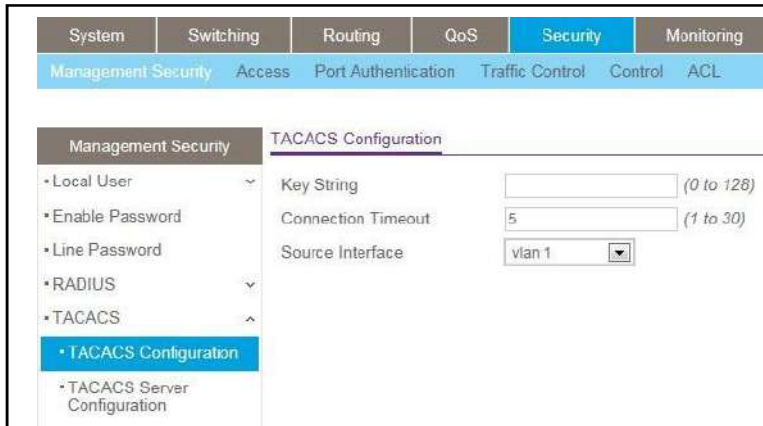 System Switching Routing QoS Security Monitoring
Management Security Access Port Authentication Traffic Control Control ACL
Management Security
• Local User
• Enable Password
• Line Password
• RADIUS
• TACACS
• TACACS Configuration
• TACACS Server
Configuration
TACACS Configuration
Key String (0 to 128)
Connection Timeout 5 (1 to 30)
Source Interface vlan 1